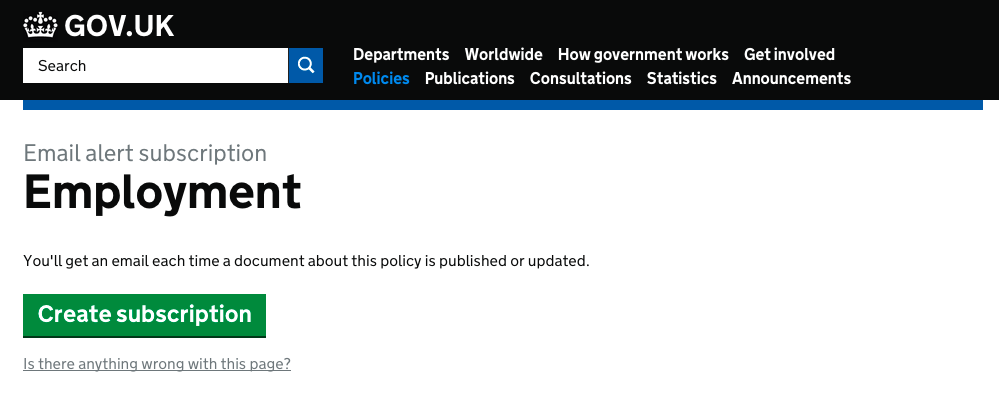 GOV.UK
Search
Departments Worldwide How government works Get involved
Policies Publications Consultations Statistics Announcements
Email alert subscription
Employment
You'll get an email each time a document about this policy is published or updated.
Create subscription
Is there anything wrong with this page?